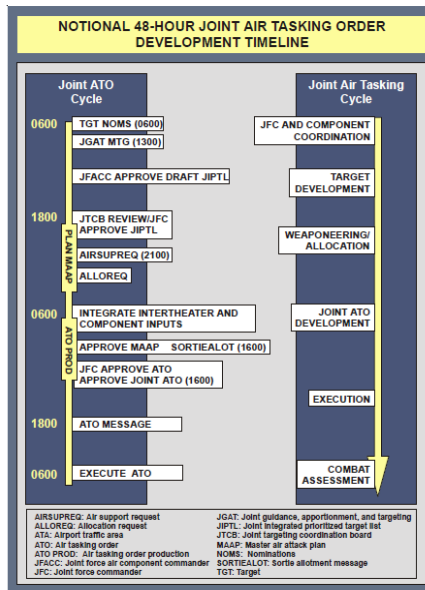 NOTIONAL 48-HOUR JOINT AIR TASKING ORDER
DEVELOPMENT TIMELINE
Joint ATO
Cycle
0600
TGT NOMS (0600)
JGAT MTG (1300)
JFACC APPROVE DRAFT JIPTL
1800
JTCB REVIEW/JFC
APPROVE JIPTL
PLAN MAAP
AIRSUPREQ (2100)
ALLOREQ
0600
INTEGRATE INTERTHEATER AND
COMPONENT INPUTS
ATO PROD
APPROVE MAAP SORTIEALOT (1600)
JFC APPROVE ATO
APPROVE JOINT ATO (1600)
1800
ATO MESSAGE
0600
EXECUTE ATO
Joint Air Tasking
Cycle
JFC AND COMPONENT
COORDINATION
TARGET
DEVELOPMENT
WEAPONEERING/
ALLOCATION
JOINT ATO
DEVELOPMENT
EXECUTION
COMBAT
ASSESSMENT
AIRSUPREQ: Air support request
ALLOREQ: Allocation request
ATA: Airport traffic area
ATO: Air tasking order
ATO PROD: Air tasking order production
JFACC: Joint force air component commander
JFC: Joint force commander
JGAT: Joint guidance, apportionment, and targeting
JIPTL: Joint integrated prioritized target list
JTCB: Joint targeting coordination board
MAAP: Master air attack plan
NOMS: Nominations
SORTIEALOT: Sortie allotment message
TGT: Target